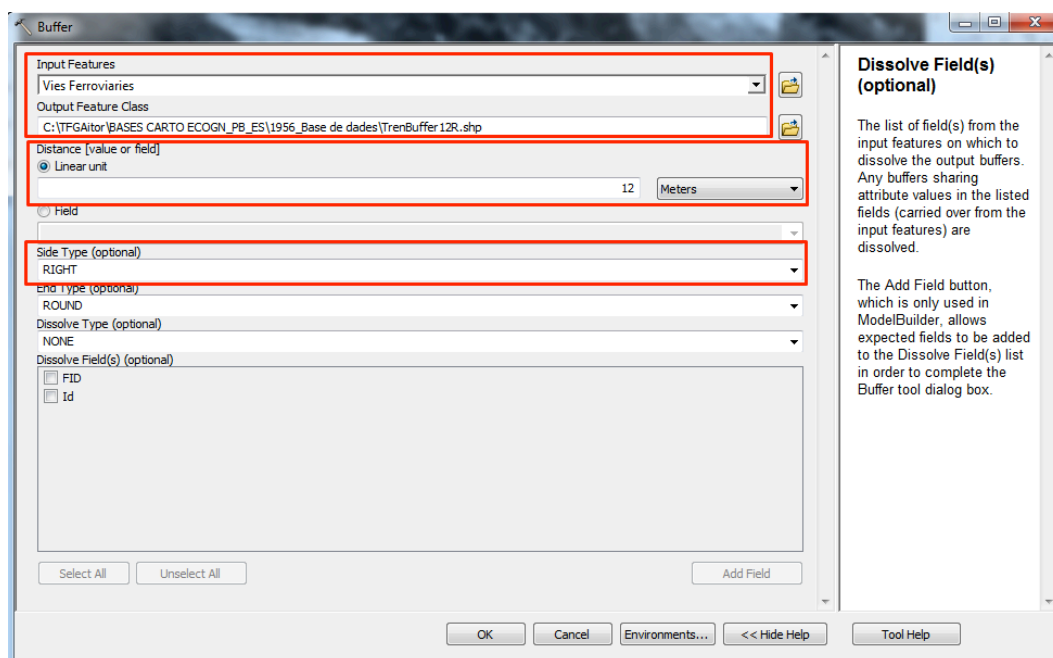 Buffer
Input Features
Vies Ferroviaries
Output Feature Class
C:\TFGAitor\BASES CARTO ECOGN_PB_ES\1956_Base de dades\TrenBuffer12R.shp
Distance [value or field]
Linear unit
12 Meters
Field
Side Type (optional)
RIGHT
End Type (optional)
ROUND
Dissolve Type (optional)
NONE
Dissolve Field(s) (optional)
FID
Id
Select All Unselect All Add Field
OK Cancel Environments... << Hide Help Tool Help
Dissolve Field(s)
(optional)
The list of field(s) from the
input features on which to
dissolve the output buffers.
Any buffers sharing
attribute values in the listed
fields (carried over from the
input features) are
dissolved.
The Add Field button,
which is only used in
ModelBuilder, allows
expected fields to be added
to the Dissolve Field(s) list
in order to complete the
Buffer tool dialog box.